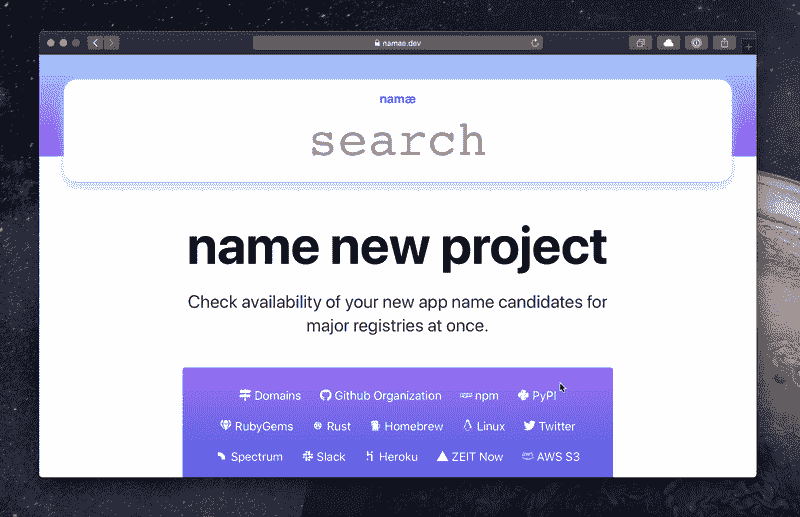 namae.dev
namæ
search
name new project
Check availability of your new app name candidates for
major registries at once.
Domains Github Organization npm PyPI
RubyGems Rust Homebrew Linux Twitter
Spectrum Slack Heroku ZEIT Now AWS S3